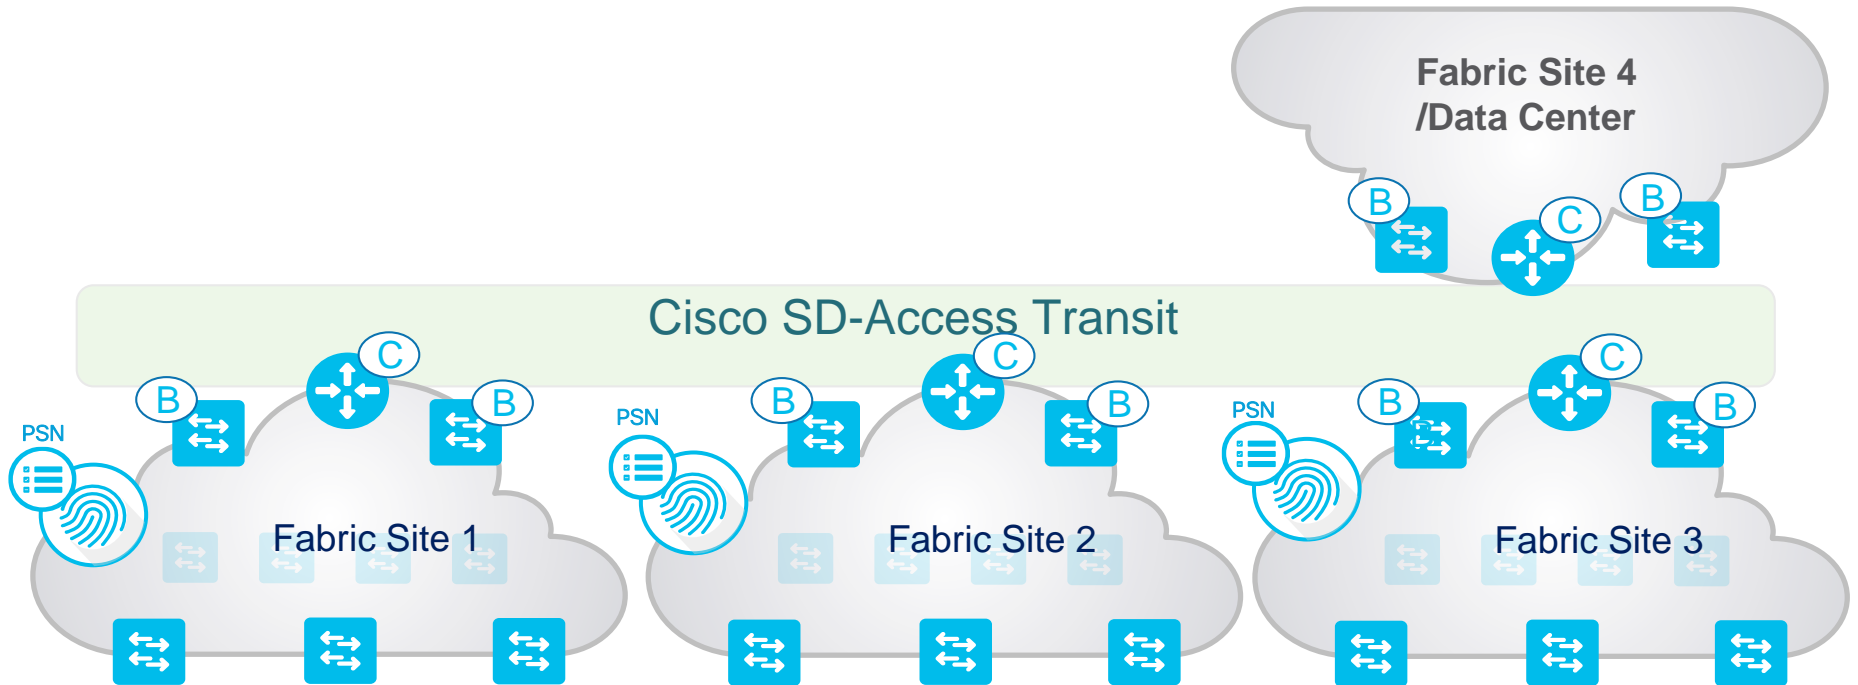 Fabric Site 4
/Data Center
B
C
B
Cisco SD-Access Transit
C
C
C
B
B
B
B
B
B
PSN
PSN
PSN
Fabric Site 1
Fabric Site 2
Fabric Site 3